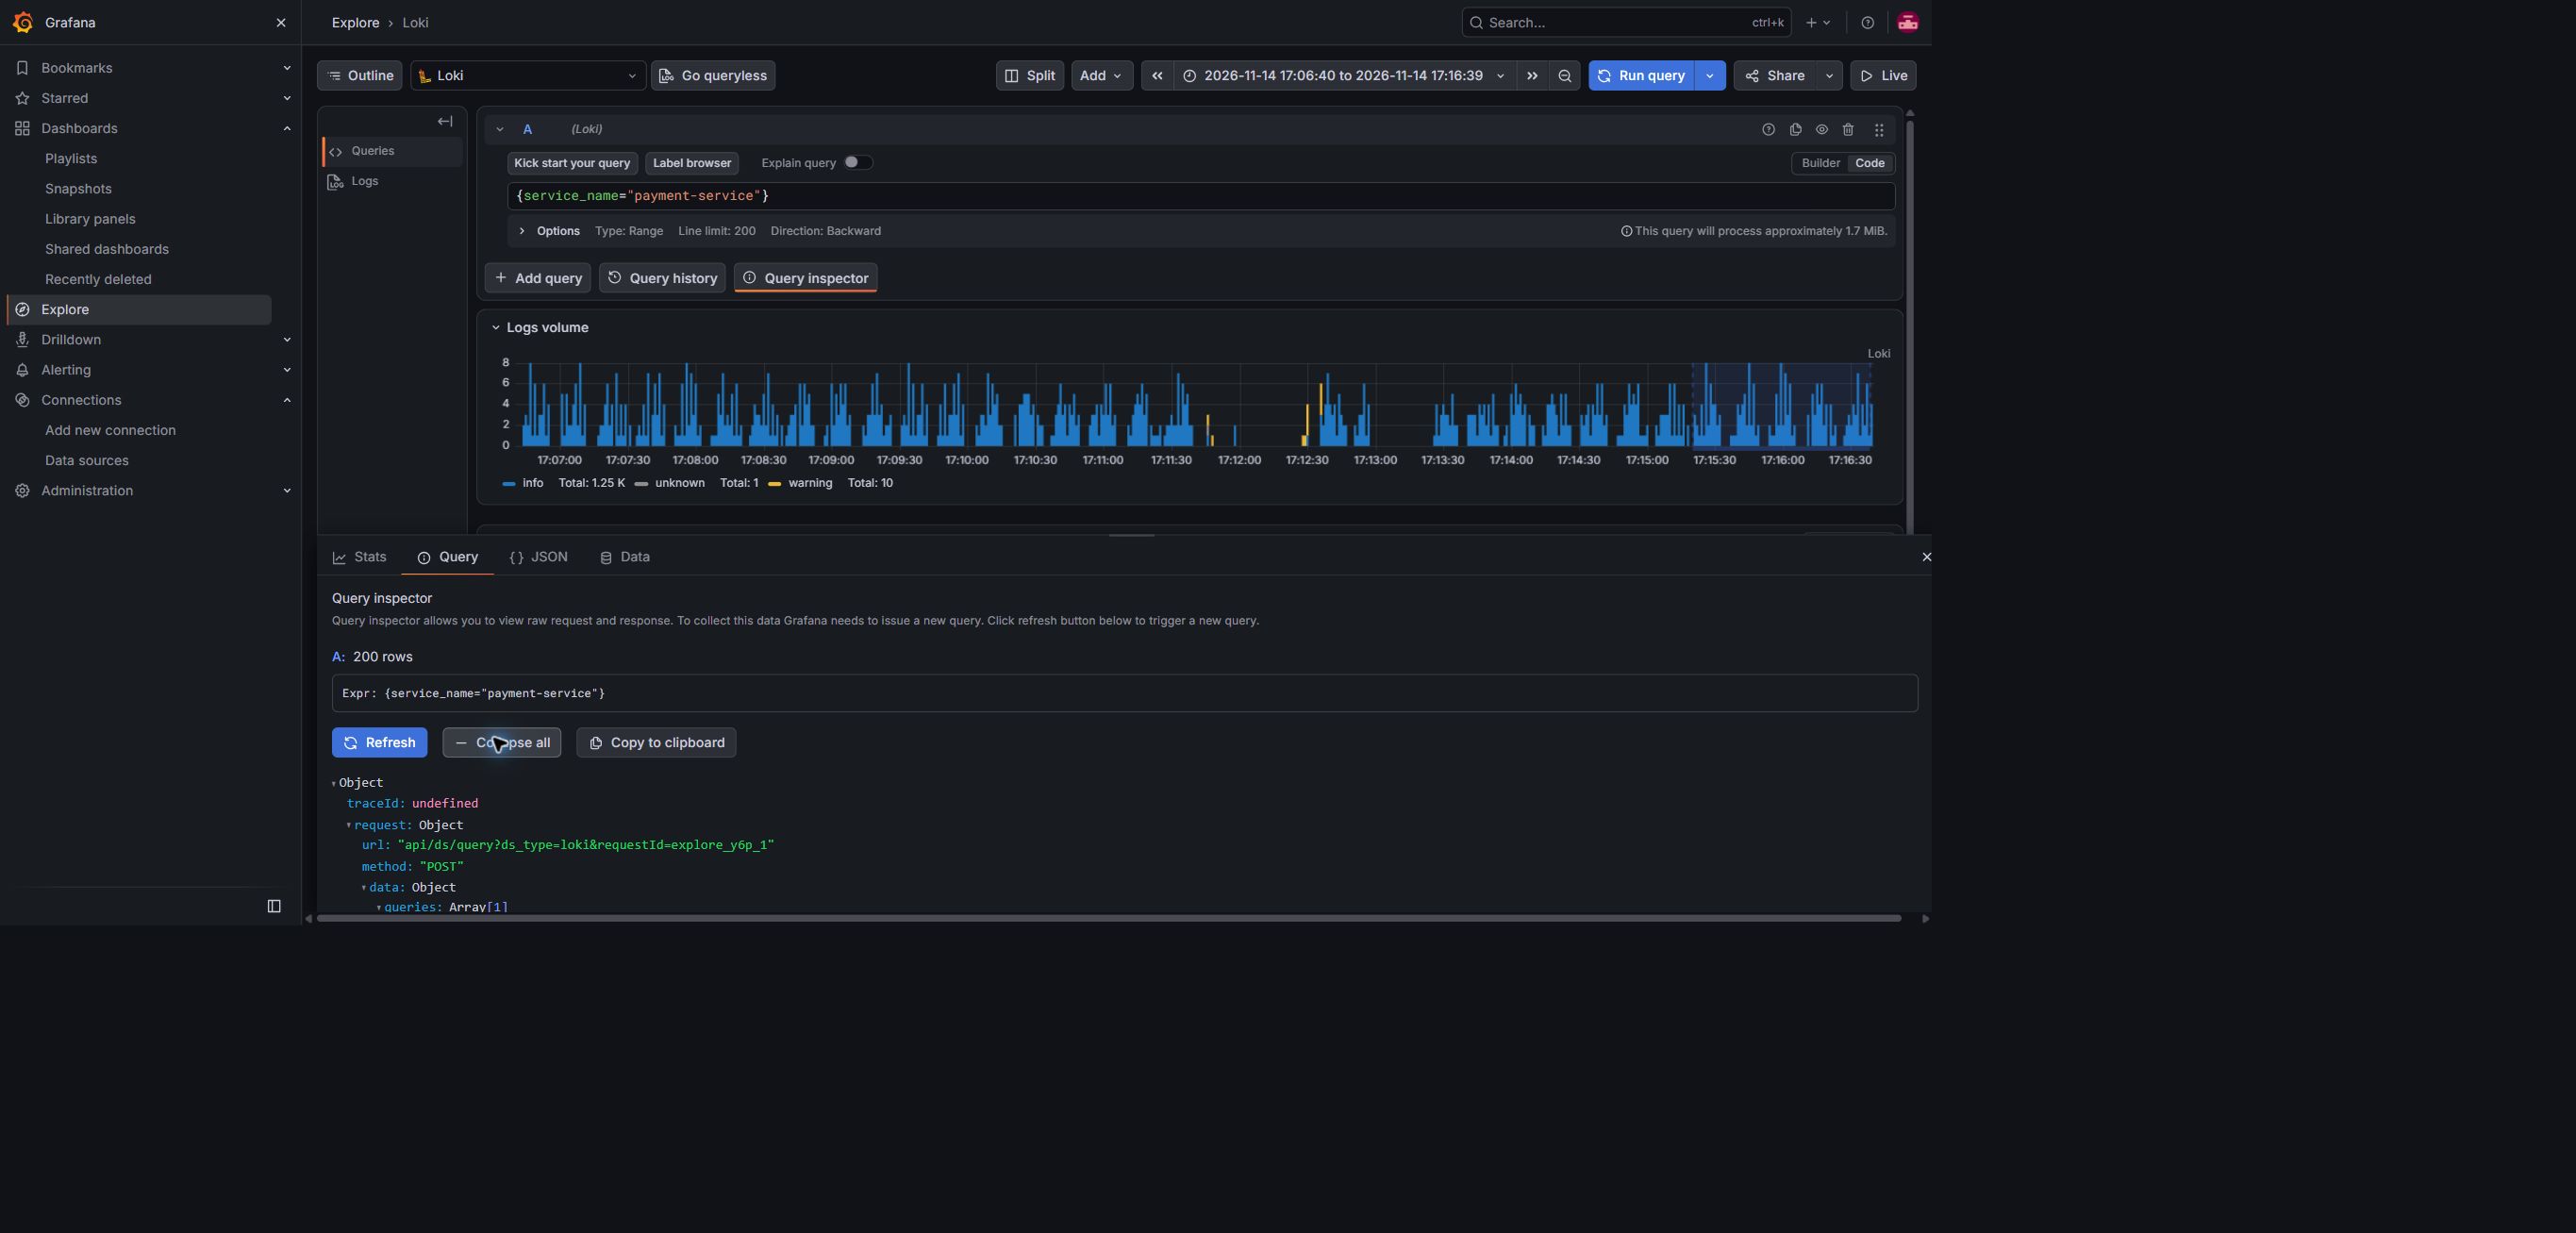 Grafana
Explore › Loki
Search...
ctrl+k
Bookmarks
Starred
Dashboards
Playlists
Snapshots
Library panels
Shared dashboards
Recently deleted
Explore
Drilldown
Alerting
Connections
Add new connection
Data sources
Administration
Outline
Loki
Go queryless
Split
Add
2026-11-14 17:06:40 to 2026-11-14 17:16:39
Run query
Share
Live
Queries
Logs
A (Loki)
Kick start your query
Label browser
Explain query
Builder
Code
{service_name="payment-service"}
Options Type: Range Line limit: 200 Direction: Backward
This query will process approximately 1.7 MiB.
+ Add query
Query history
Query inspector
Logs volume
Loki
8
6
4
2
0
17:07:00 17:07:30 17:08:00 17:08:30 17:09:00 17:09:30 17:10:00 17:10:30 17:11:00 17:11:30 17:12:00 17:12:30 17:13:00 17:13:30 17:14:00 17:14:30 17:15:00 17:15:30 17:16:00 17:16:30
info Total: 1.25 K unknown Total: 1 warning Total: 10
Stats
Query
{} JSON
Data
Query inspector
Query inspector allows you to view raw request and response. To collect this data Grafana needs to issue a new query. Click refresh button below to trigger a new query.
A: 200 rows
Expr: {service_name="payment-service"}
Refresh
all
Copy to clipboard
Object
traceId: undefined
request: Object
url: "api/ds/query?ds_type=loki&requestId=explore_y6p_1"
method: "POST"
data: Object
queries: Array[1]